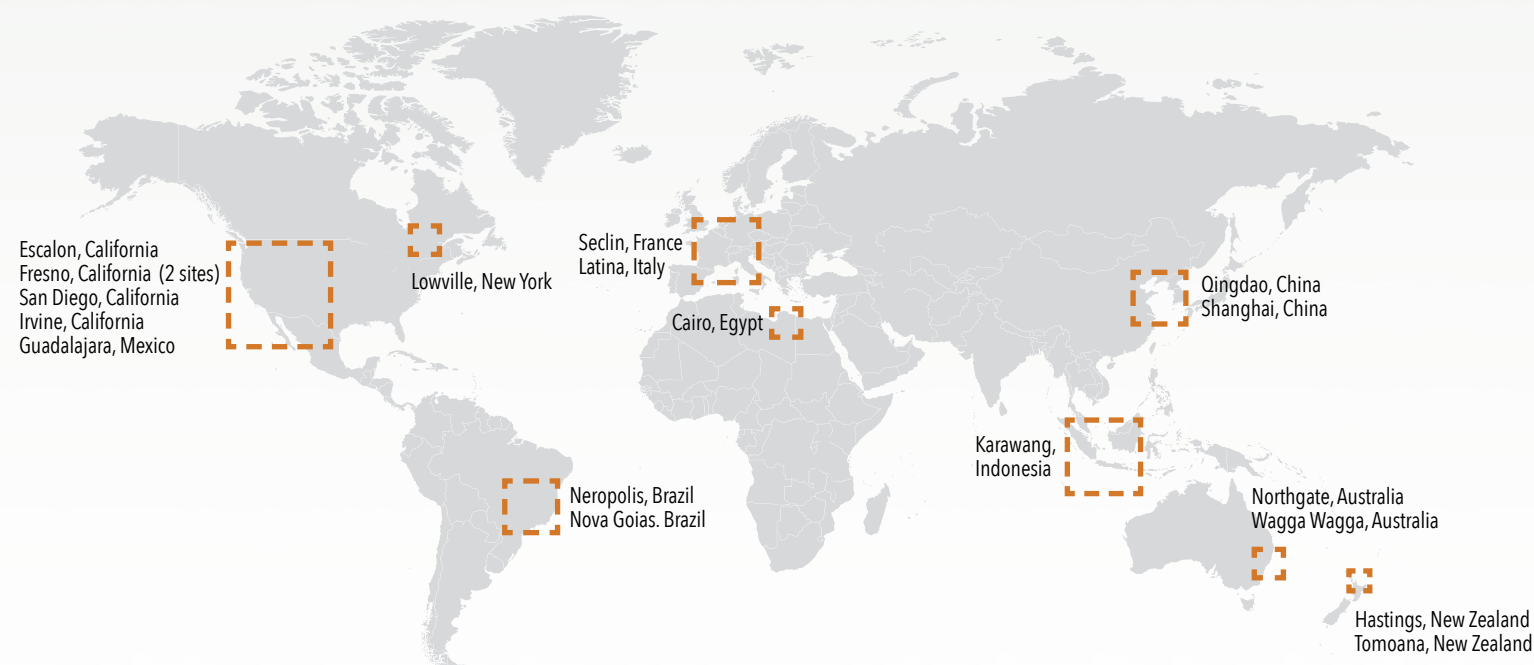 Escalon, California
Fresno, California (2 sites)
San Diego, California
Irvine, California
Guadalajara, Mexico
Lowville, New York
Seclin, France
Latina, Italy
Cairo, Egypt
Qingdao, China
Shanghai, China
Neropolis, Brazil
Nova Goias. Brazil
Karawang,
Indonesia
Northgate, Australia
Wagga Wagga, Australia
Hastings, New Zealand
Tomoana, New Zealand